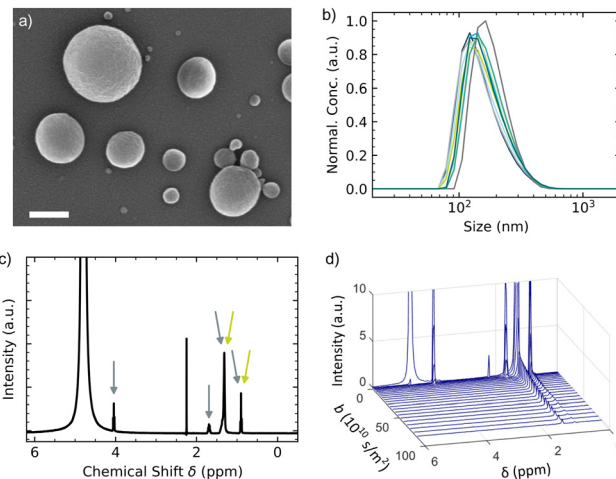 a)
b)
Normal. Conc. (a.u.)
1.0
0.8
0.6
0.4
0.2
0.0
10²
10³
Size (nm)
c)
Intensity (a.u.)
6
4
2
0
Chemical Shift δ (ppm)
d)
Intensity (a.u.)
10
5
0
0
50
100
b (10¹⁰ s/m²)
6
4
2
δ (ppm)